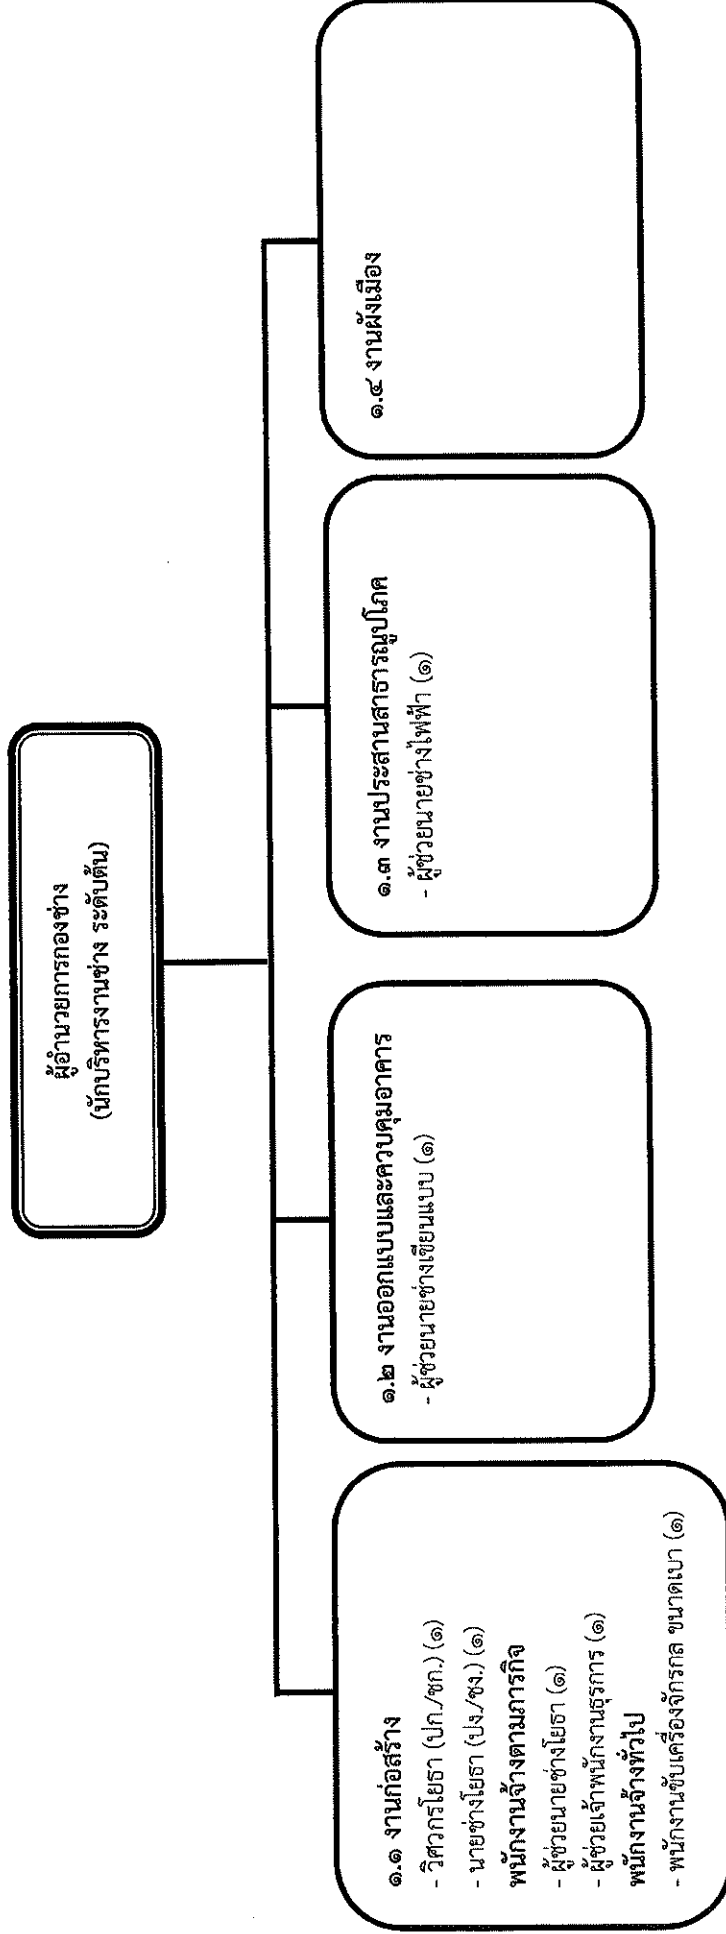 ผู้อำนวยการกองช่าง
(นักบริหารงานช่าง ระดับต้น)
๑.๑ งานก่อสร้าง
- วิศวกรโยธา (ปก./ชก.) (๑)
- นายช่างโยธา (ปง./ชง.) (๑)
พนักงานจ้างตามภารกิจ
- ผู้ช่วยนายช่างโยธา (๑)
- ผู้ช่วยเจ้าพนักงานธุรการ (๑)
พนักงานจ้างทั่วไป
- พนักงานขับเครื่องจักรกล ขนาดเบา (๑)
๑.๒ งานออกแบบและควบคุมอาคาร
- ผู้ช่วยนายช่างเขียนแบบ (๑)
๑.๓ งานประสานสาธารณูปโภค
- ผู้ช่วยนายช่างไฟฟ้า (๑)
๑.๔ งานผังเมือง